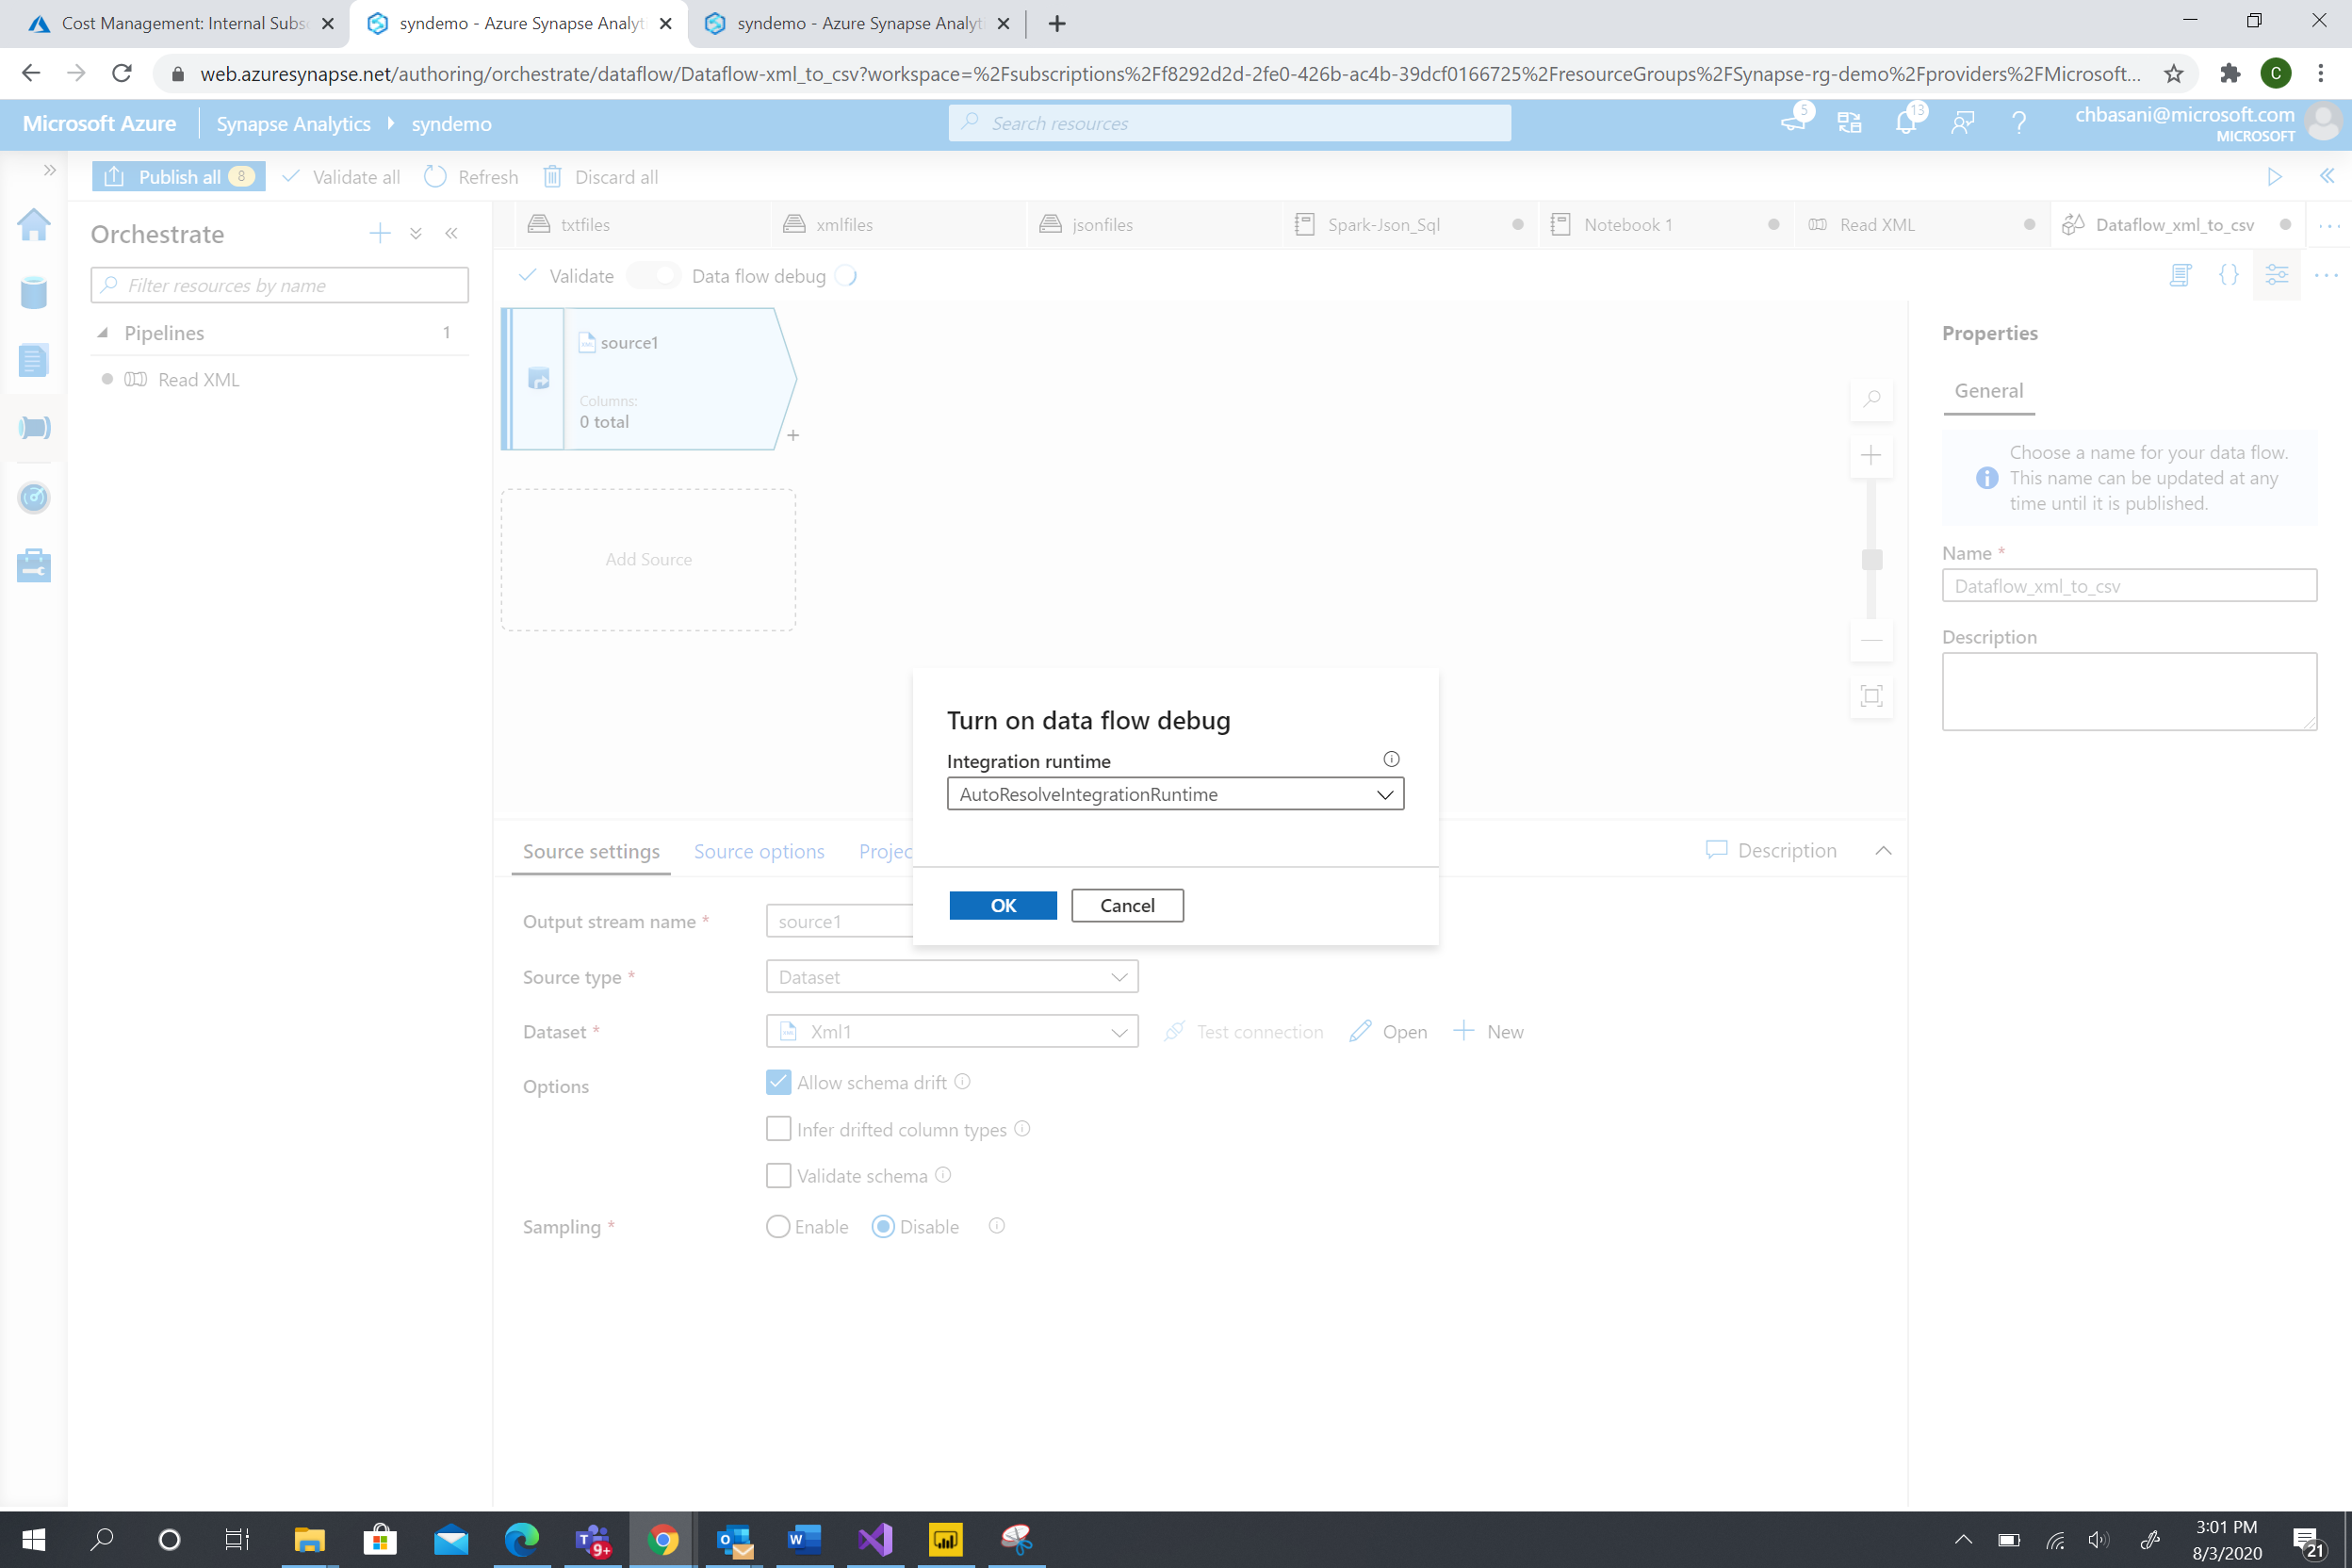 Cost Management: Internal Subs
syndemo - Azure Synapse Analyti
syndemo - Azure Synapse Analyti
web.azuresynapse.net/authoring/orchestrate/dataflow/Dataflow-xml_to_csv?workspace=%2Fsubscriptions%2Ff8292d2d-2fe0-426b-ac4b-39dcf0166725%2FresourceGroups%2FSynapse-rg-demo%2Fproviders%2FMicrosoft...
C
Microsoft Azure
Synapse Analytics
syndemo
Search resources
5
13
chbasani@microsoft.com
MICROSOFT
Publish all 8
Validate all
Refresh
Discard all
Orchestrate
txtfiles
xmlfiles
jsonfiles
Spark-Json_Sql
Notebook 1
Read XML
Dataflow_xml_to_csv
Filter resources by name
Validate
Data flow debug
Pipelines 1
Read XML
source1
Columns:
0 total
Add Source
Properties
General
Choose a name for your data flow.
This name can be updated at any
time until it is published.
Name *
Dataflow_xml_to_csv
Description
Turn on data flow debug
Integration runtime
AutoResolveIntegrationRuntime
OK
Cancel
Source settings
Source options
Projec
Description
Output stream name *
source1
Source type *
Dataset
Dataset *
Xml1
Test connection
Open
New
Options
Allow schema drift
Infer drifted column types
Validate schema
Sampling *
Enable
Disable
9+
3:01 PM
8/3/2020
21